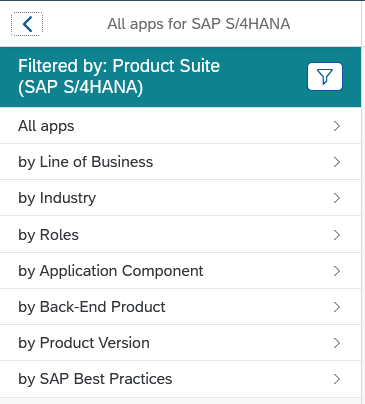 All apps for SAP S/4HANA
Filtered by: Product Suite
(SAP S/4HANA)
All apps
by Line of Business
by Industry
by Roles
by Application Component
by Back-End Product
by Product Version
by SAP Best Practices